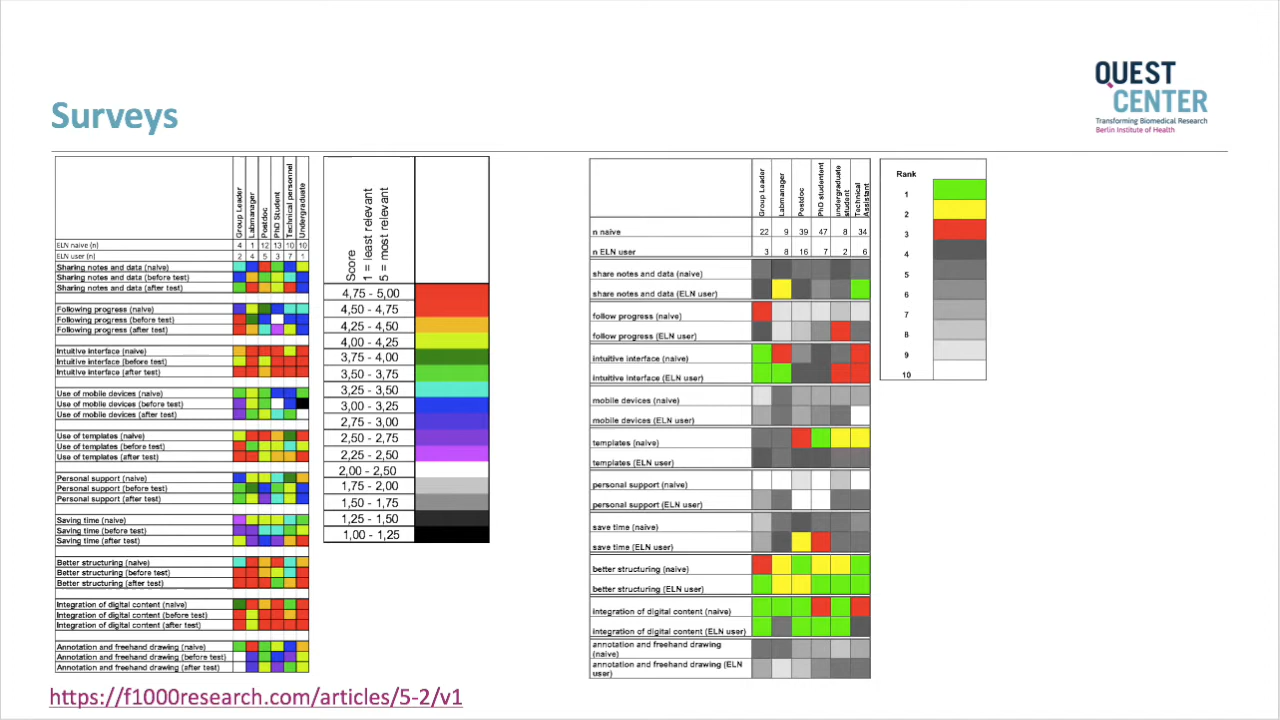 QUEST
CENTER
Transforming Biomedical Research
Berlin Institute of Health
Surveys
Group Leader
Labmanager
Postdoc
PhD Student
Technical personnel
Undergraduate
ELN naive (n) 4 1 12 13 10 10
ELN user (n) 2 4 5 3 7 1
Sharing notes and data (naive)
Sharing notes and data (before test)
Sharing notes and data (after test)
Following progress (naive)
Following progress (before test)
Following progress (after test)
Intuitive interface (naive)
Intuitive interface (before test)
Intuitive interface (after test)
Use of mobile devices (naive)
Use of mobile devices (before test)
Use of mobile devices (after test)
Use of templates (naive)
Use of templates (before test)
Use of templates (after test)
Personal support (naive)
Personal support (before test)
Personal support (after test)
Saving time (naive)
Saving time (before test)
Saving time (after test)
Better structuring (naive)
Better structuring (before test)
Better structuring (after test)
Integration of digital content (naive)
Integration of digital content (before test)
Integration of digital content (after test)
Annotation and freehand drawing (naive)
Annotation and freehand drawing (before test)
Annotation and freehand drawing (after test)
Score
1 = least relevant
5 = most relevant
4,75 - 5,00
4,50 - 4,75
4,25 - 4,50
4,00 - 4,25
3,75 - 4,00
3,50 - 3,75
3,25 - 3,50
3,00 - 3,25
2,75 - 3,00
2,50 - 2,75
2,25 - 2,50
2,00 - 2,50
1,75 - 2,00
1,50 - 1,75
1,25 - 1,50
1,00 - 1,25
Group Leader
Labmanager
Postdoc
PhD studentent
undergraduate
student
Technical
Assistant
n naive 22 9 39 47 8 34
n ELN user 3 8 16 7 2 6
share notes and data (naive)
share notes and data (ELN user)
follow progress (naive)
follow progress (ELN user)
intuitive interface (naive)
intuitive interface (ELN user)
mobile devices (naive)
mobile devices (ELN user)
templates (naive)
templates (ELN user)
personal support (naive)
personal support (ELN user)
save time (naive)
save time (ELN user)
better structuring (naive)
better structuring (ELN user)
integration of digital content (naive)
integration of digital content (ELN user)
annotation and freehand drawing
(naive)
annotation and freehand drawing (ELN
user)
Rank
1
2
3
4
5
6
7
8
9
10
https://f1000research.com/articles/5-2/v1